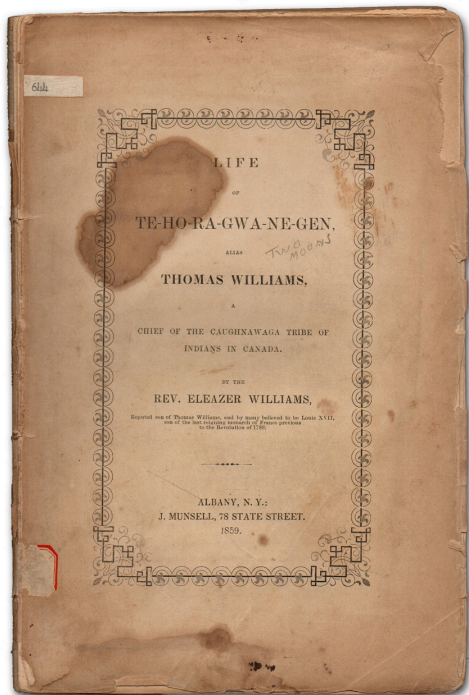 644
LIFE
OF
TE-HO-RA-GWA-NE-GEN,
TWO
MOONS
ALIAS
THOMAS WILLIAMS,
A
CHIEF OF THE CAUGHNAWAGA TRIBE OF
INDIANS IN CANADA.
BY THE
REV. ELEAZER WILLIAMS,
Reputed son of Thomas Williams, and by many believed to be Louis XVII,
son of the last reigning monarch of France previous
to the Revolution of 1789.
ALBANY, N. Y.:
J. MUNSELL, 78 STATE STREET.
1859.